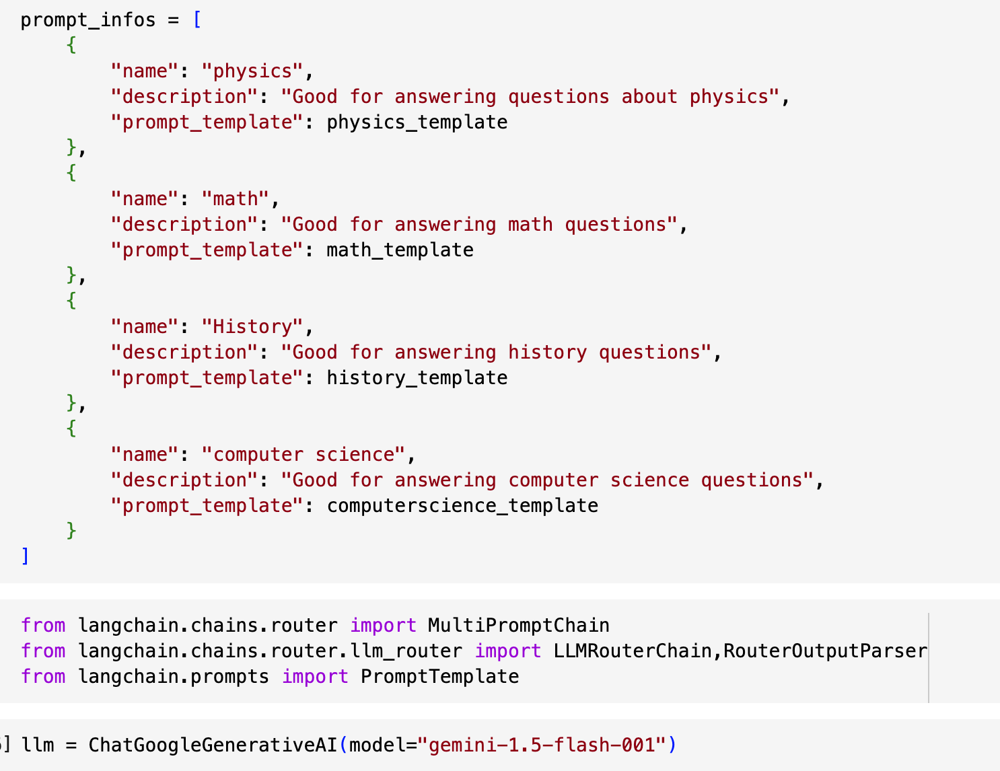 prompt_infos = [
{
"name": "physics",
"description": "Good for answering questions about physics",
"prompt_template": physics_template
},
{
"name": "math",
"description": "Good for answering math questions",
"prompt_template": math_template
},
{
"name": "History",
"description": "Good for answering history questions",
"prompt_template": history_template
},
{
"name": "computer science",
"description": "Good for answering computer science questions",
"prompt_template": computerscience_template
}
]
from langchain.chains.router import MultiPromptChain
from langchain.chains.router.llm_router import LLMRouterChain,RouterOutputParser
from langchain.prompts import PromptTemplate
] llm = ChatGoogleGenerativeAI(model="gemini-1.5-flash-001")